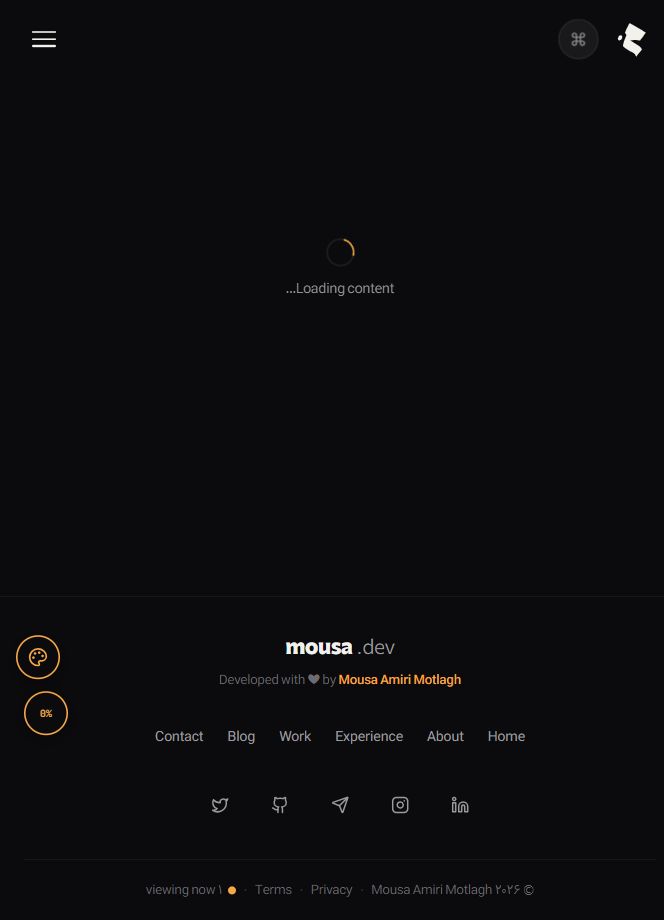 ...Loading content
mousa .dev
Developed with ♥ by Mousa Amiri Motlagh
0%
Contact Blog Work Experience About Home
viewing now ۱ · Terms · Privacy · Mousa Amiri Motlagh ۲۰۲۶ ©